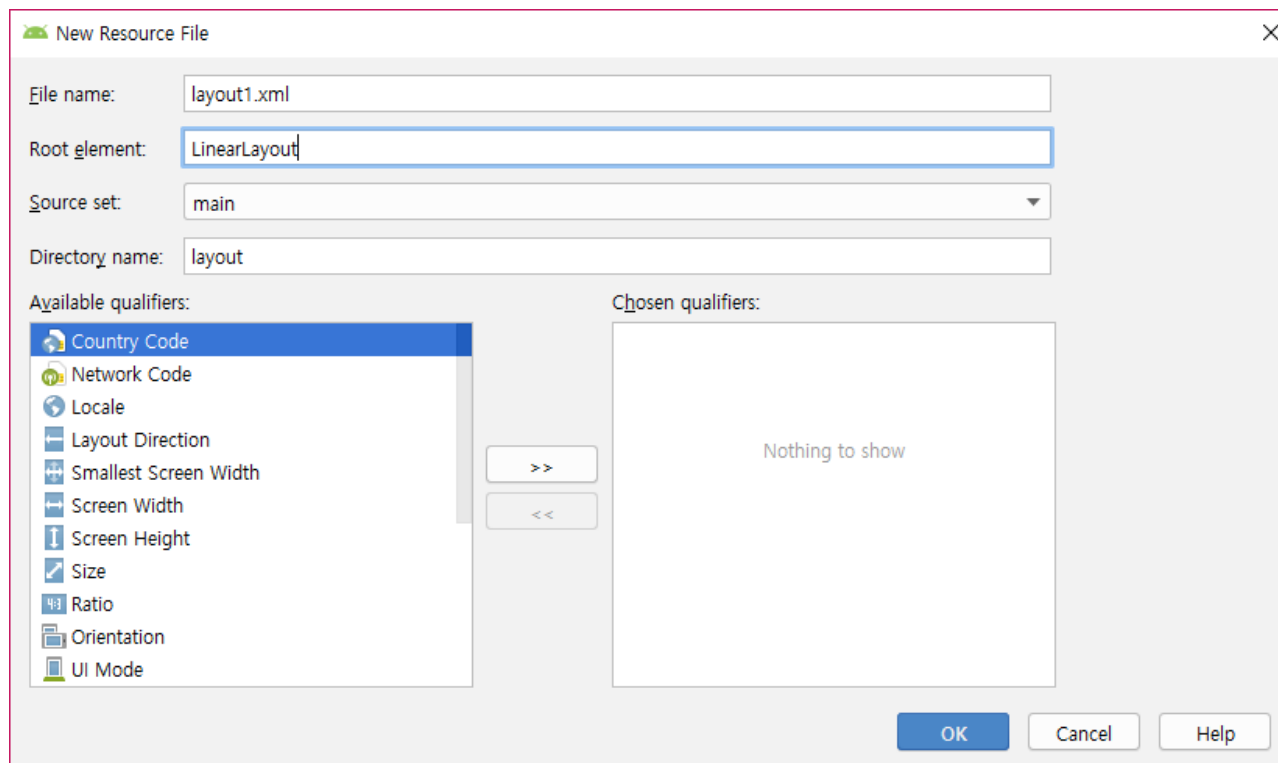 New Resource File
File name: layout1.xml
Root element: LinearLayout
Source set: main
Directory name: layout
Available qualifiers:
Chosen qualifiers:
Country Code
Network Code
Locale
Layout Direction
Smallest Screen Width
Screen Width
Screen Height
Size
4:3 Ratio
Orientation
UI Mode
>>
<<
Nothing to show
OK
Cancel
Help